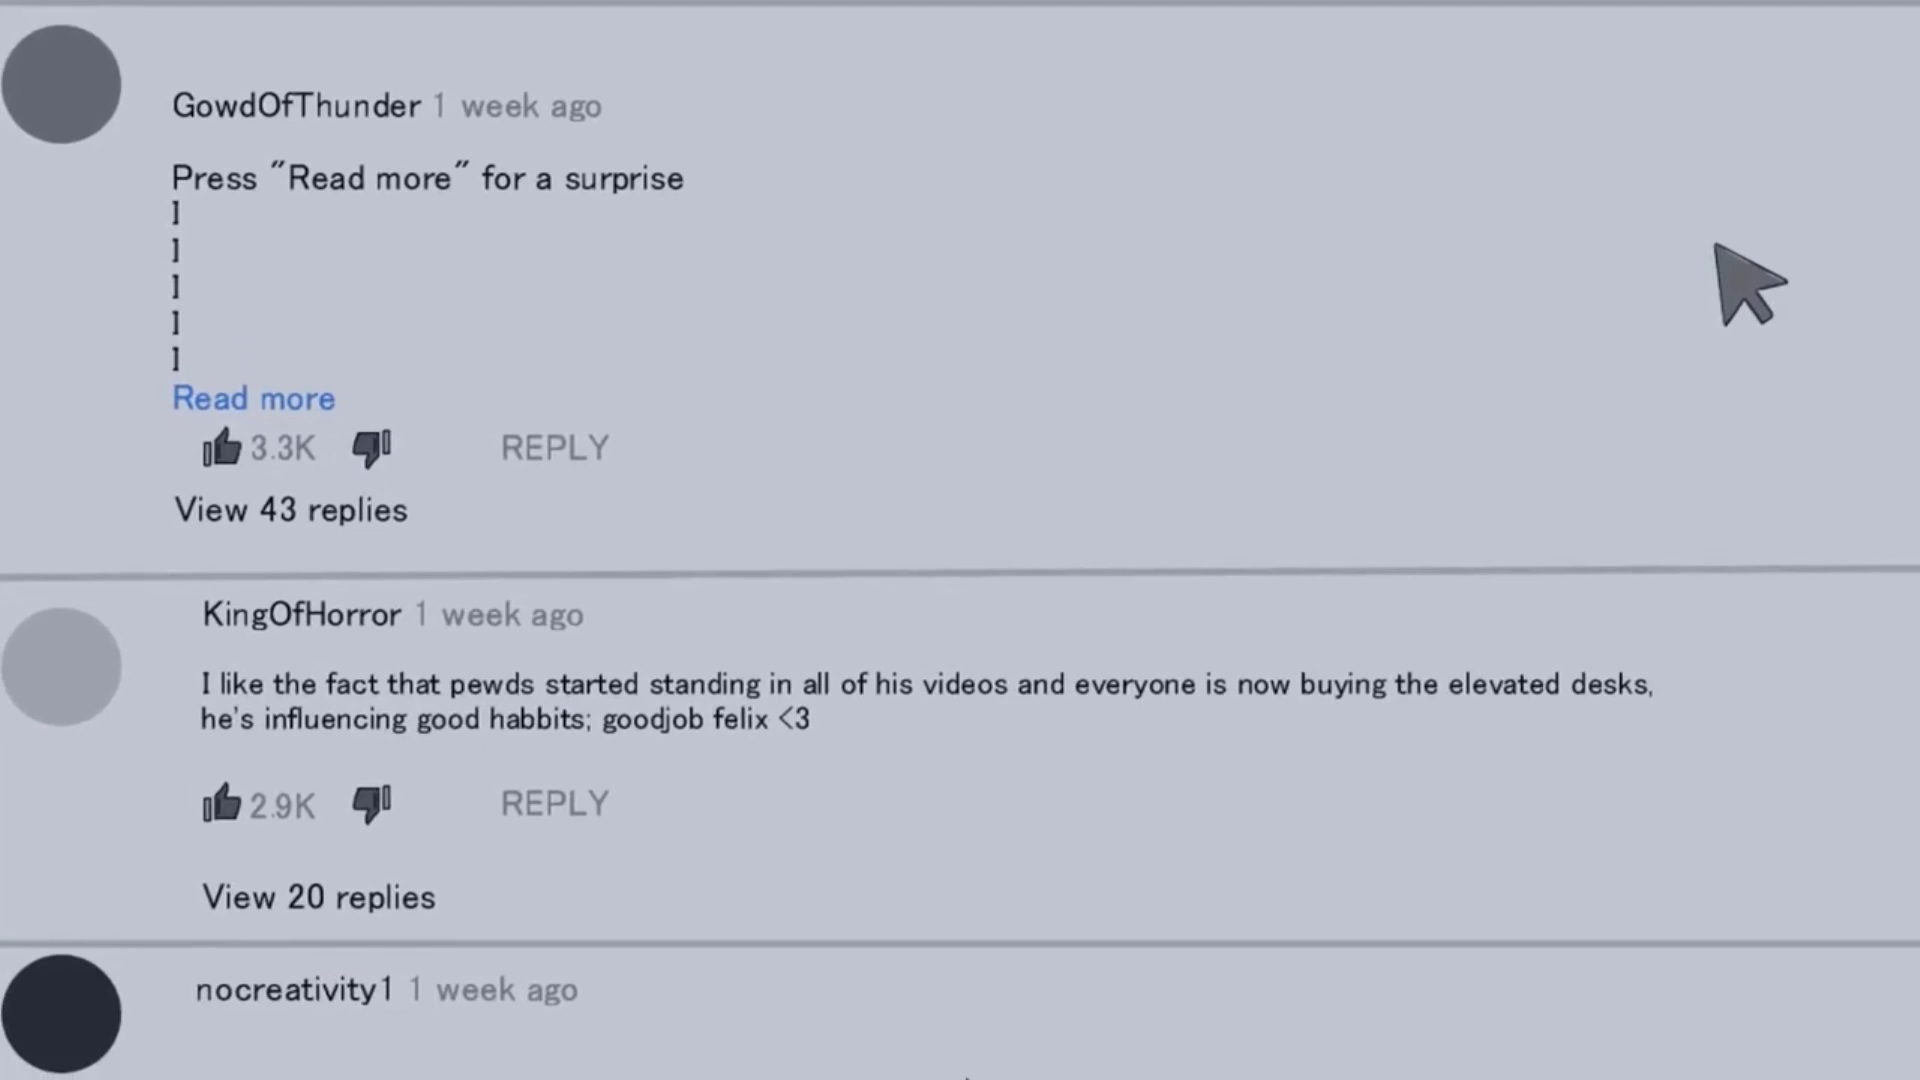 GowdOfThunder 1 week ago
Press "Read more" for a surprise
]
]
]
]
]
Read more
3.3K REPLY
View 43 replies
KingOfHorror 1 week ago
I like the fact that pewds started standing in all of his videos and everyone is now buying the elevated desks,
he's influencing good habbits; goodjob felix <3
2.9K REPLY
View 20 replies
nocreativity1 1 week ago